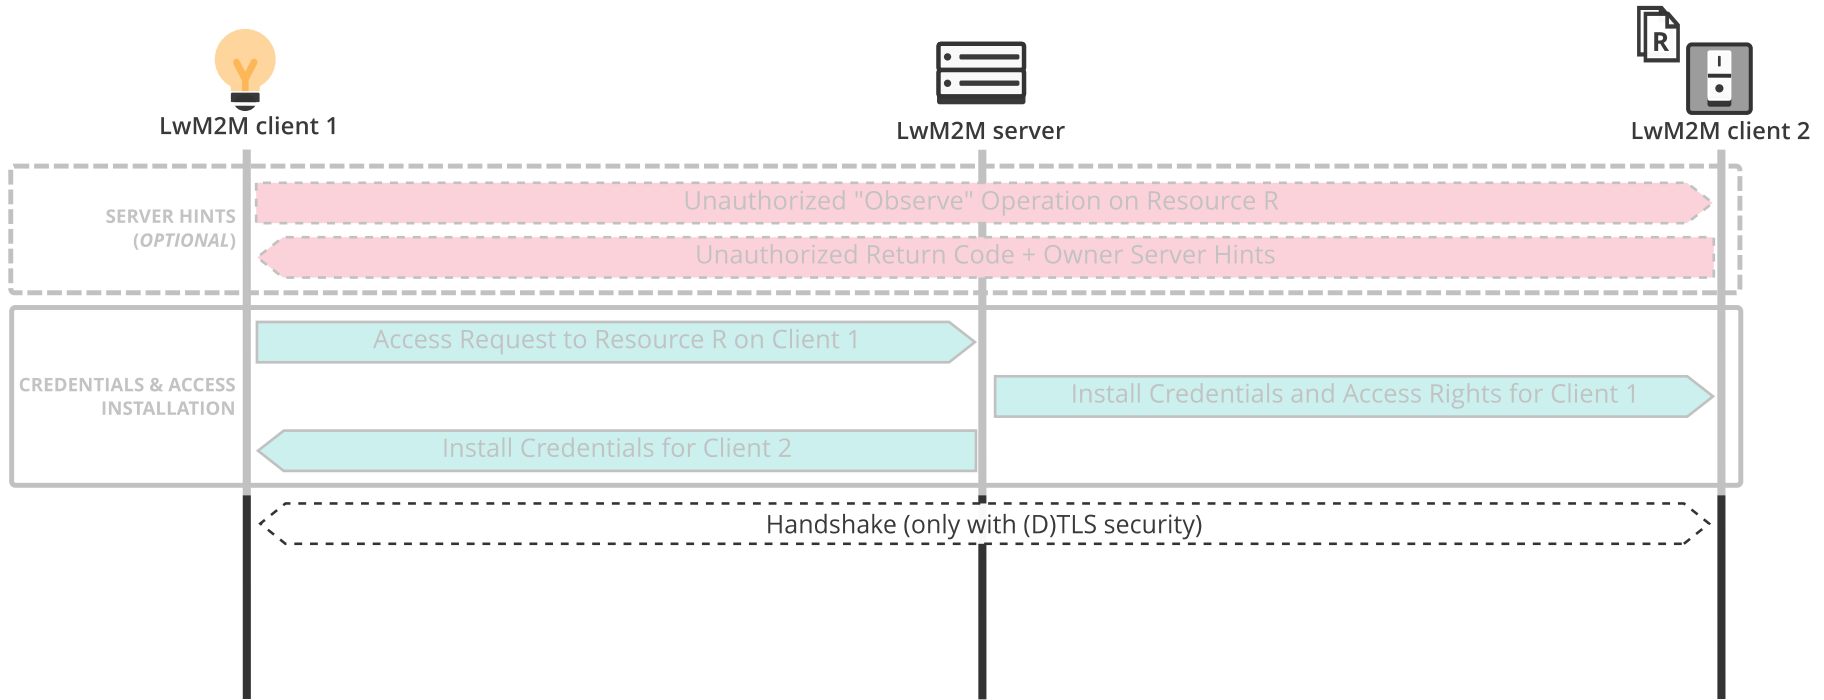 R
LwM2M client 1
LwM2M server
LwM2M client 2
SERVER HINTS
(OPTIONAL)
Unauthorized "Observe" Operation on Resource R
Unauthorized Return Code + Owner Server Hints
CREDENTIALS & ACCESS
INSTALLATION
Access Request to Resource R on Client 1
Install Credentials and Access Rights for Client 1
Install Credentials for Client 2
Handshake (only with (D)TLS security)